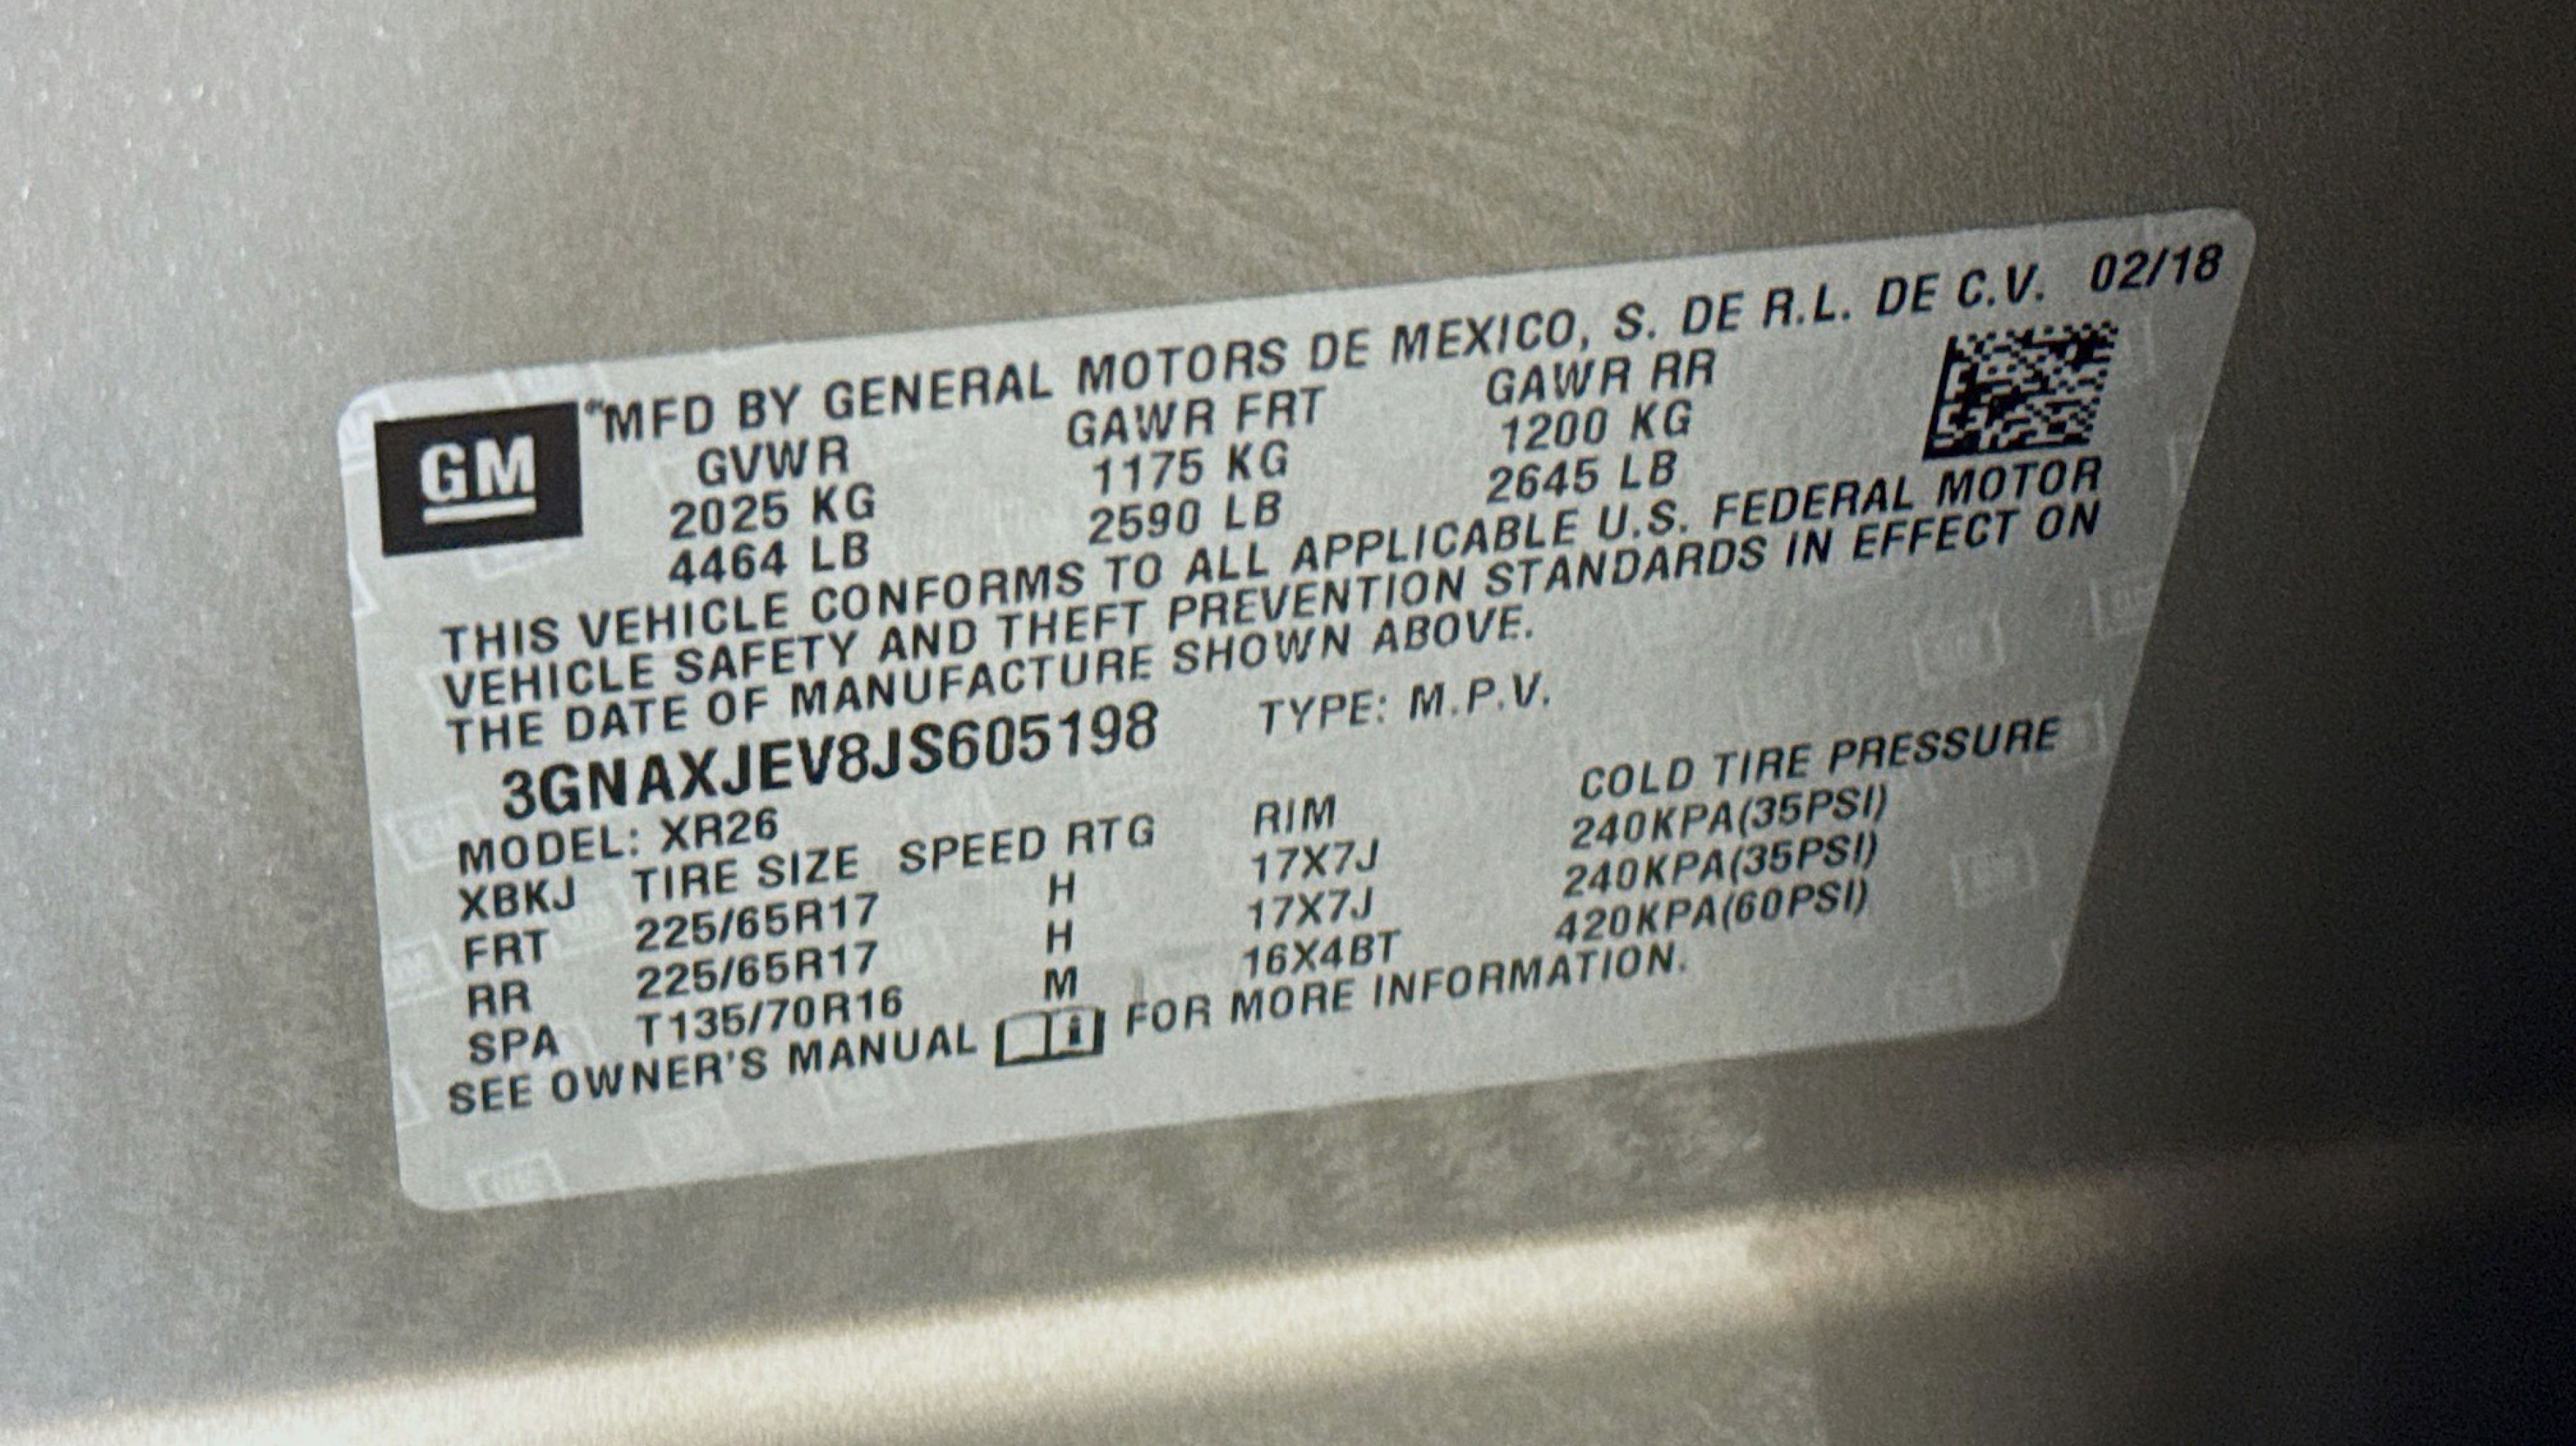 GM
"MFD BY GENERAL MOTORS DE MEXICO, S. DE R.L. DE C.V. 02/18
GVWR GAWR FRT GAWR RR
2025 KG 1175 KG 1200 KG
4464 LB 2590 LB 2645 LB
THIS VEHICLE CONFORMS TO ALL APPLICABLE U.S. FEDERAL MOTOR
VEHICLE SAFETY AND THEFT PREVENTION STANDARDS IN EFFECT ON
THE DATE OF MANUFACTURE SHOWN ABOVE.
3GNAXJEV8JS605198 TYPE: M.P.V.
MODEL: XR26
XBKJ TIRE SIZE SPEED RTG RIM COLD TIRE PRESSURE
FRT 225/65R17 H 17X7J 240KPA(35PSI)
RR 225/65R17 H 17X7J 240KPA(35PSI)
SPA T135/70R16 M 16X4BT 420KPA(60PSI)
SEE OWNER'S MANUAL FOR MORE INFORMATION.